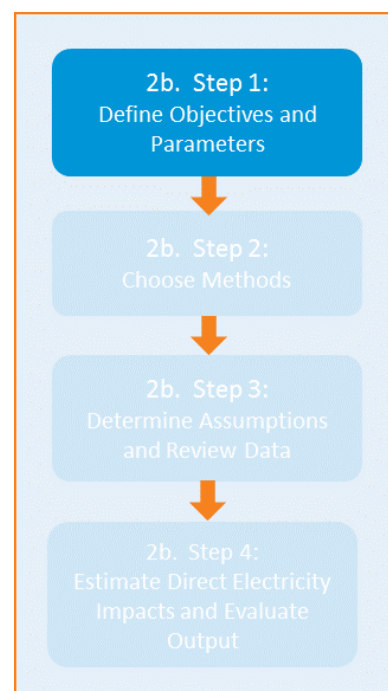 2b. Step 1:
Define Objectives and
Parameters
2b. Step 2:
Choose Methods
2b. Step 3:
Determine Assumptions
and Review Data
2b. Step 4:
Estimate Direct Electricity
Impacts and Evaluate
Output